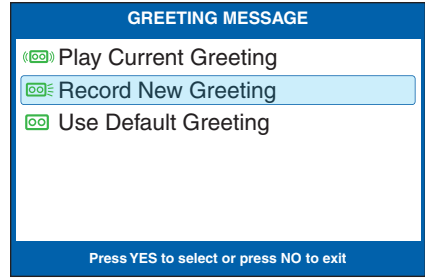 GREETING MESSAGE
Play Current Greeting
Record New Greeting
Use Default Greeting
Press YES to select or press NO to exit